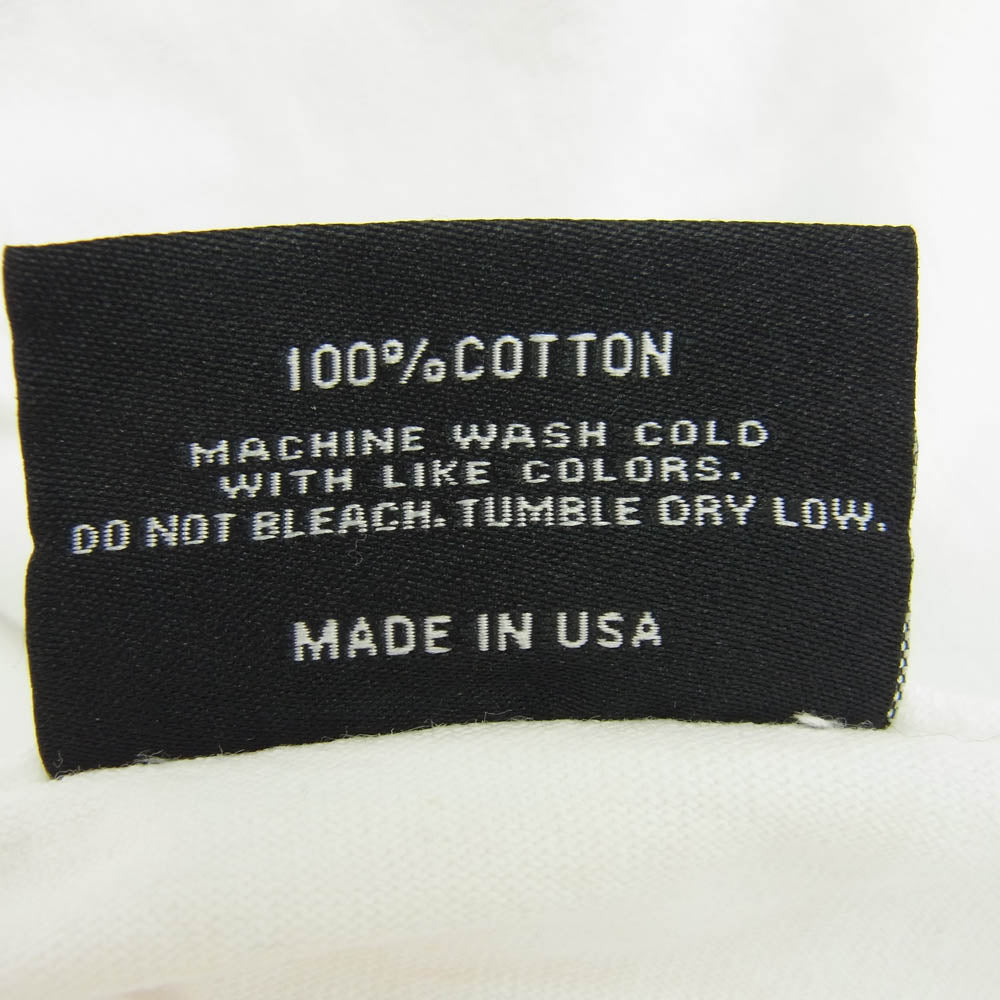 100%COTTON
MACHINE WASH COLD
WITH LIKE COLORS.
DO NOT BLEACH. TUMBLE DRY LOW.
MADE IN USA